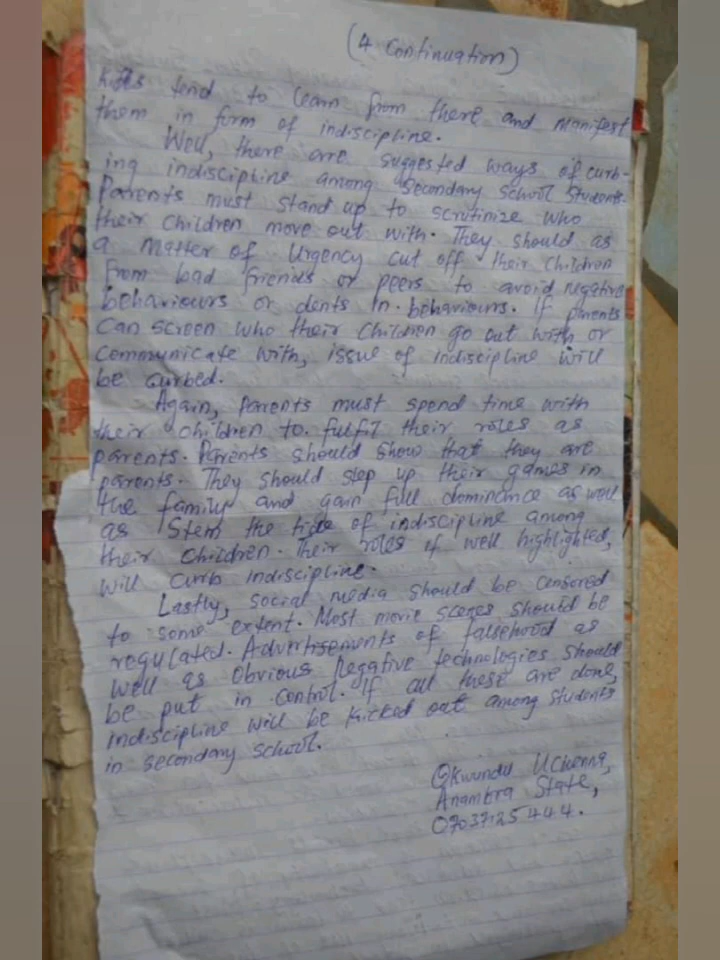 (4 Continuation)
kids tend to learn from there and manifest
them in form of indiscipline.
Well, there are suggested ways of curb-
ing indiscipline among Secondary School Students.
Parents must stand up to scrutinize who
their children move out with. They should as
a matter of Urgency cut off their children
from bad friends or peers to avoid negative
behaviours or dents in behaviours. If parents
can screen who their children go out with or
communicate with, issue of indiscipline will
be curbed.
Again, parents must spend time with
their children to fulfil their roles as
parents. Parents should show that they are
parents. They should step up their games in
the family and gain full dominance as well
as stem the tide of indiscipline among
their children. Their roles if well highlighted,
will curb indiscipline.
Lastly, social media should be censored
to some extent. Most movie scenes should be
regulated. Advertisements of falsehood as
well as obvious negative technologies should
be put in control. If all these are done,
indiscipline will be kicked out among students
in secondary school.
Okwundu Uchenna,
Anambra State,
07037125444.